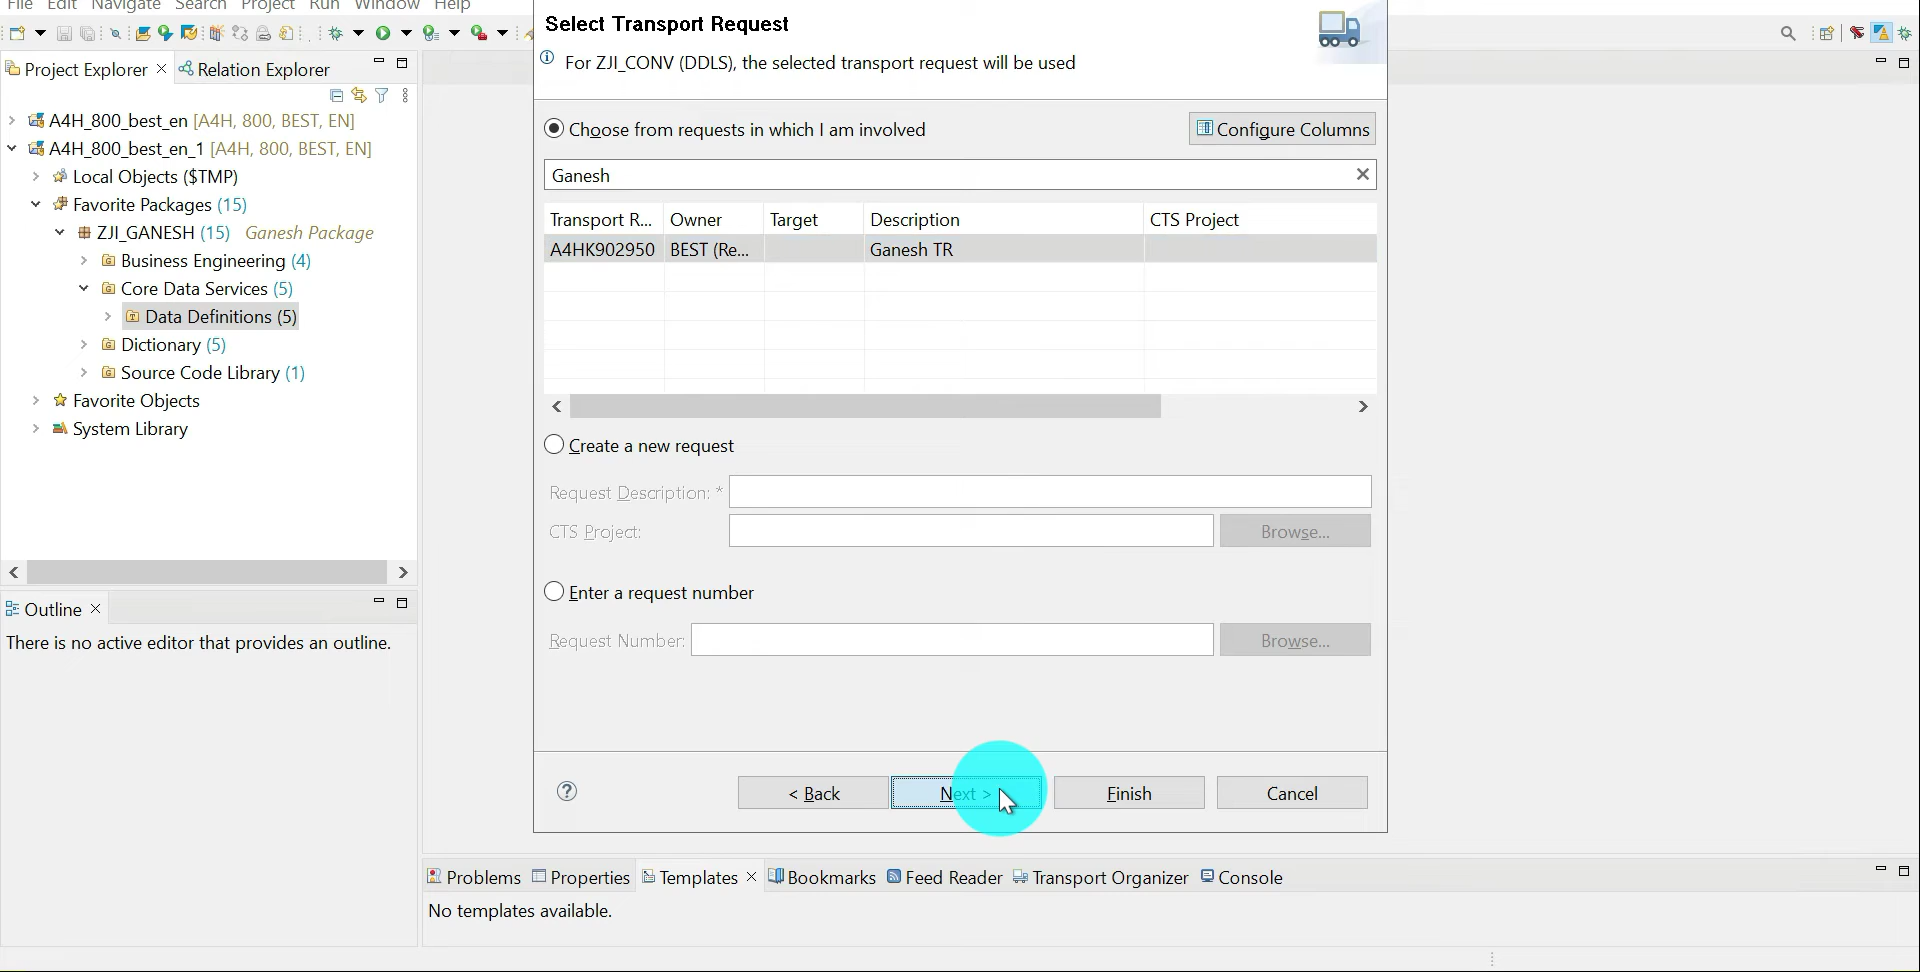 File Edit Navigate Search Project Run Window Help
Project Explorer
Relation Explorer
A4H_800_best_en [A4H, 800, BEST, EN]
A4H_800_best_en_1 [A4H, 800, BEST, EN]
Local Objects ($TMP)
Favorite Packages (15)
ZJI_GANESH (15) Ganesh Package
Business Engineering (4)
Core Data Services (5)
Data Definitions (5)
Dictionary (5)
Source Code Library (1)
Favorite Objects
System Library
Outline
There is no active editor that provides an outline.
Select Transport Request
For ZJI_CONV (DDLS), the selected transport request will be used
Choose from requests in which I am involved
Configure Columns
Ganesh
Transport R... Owner Target Description CTS Project
A4HK902950 BEST (Re... Ganesh TR
Create a new request
Request Description: *
CTS Project:
Browse...
Enter a request number
Request Number:
Browse...
< Back Next > Finish Cancel
Problems Properties Templates Bookmarks Feed Reader Transport Organizer Console
No templates available.